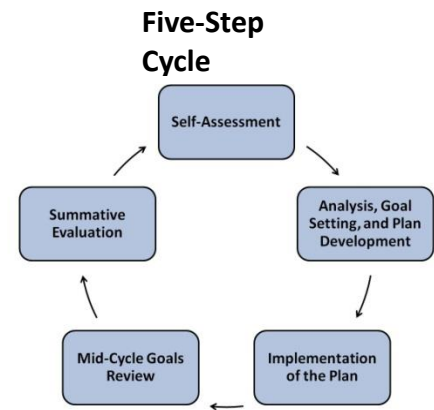 Five-Step
Cycle
Self-Assessment
Analysis, Goal
Setting, and Plan
Development
Implementation
of the Plan
Mid-Cycle Goals
Review
Summative
Evaluation